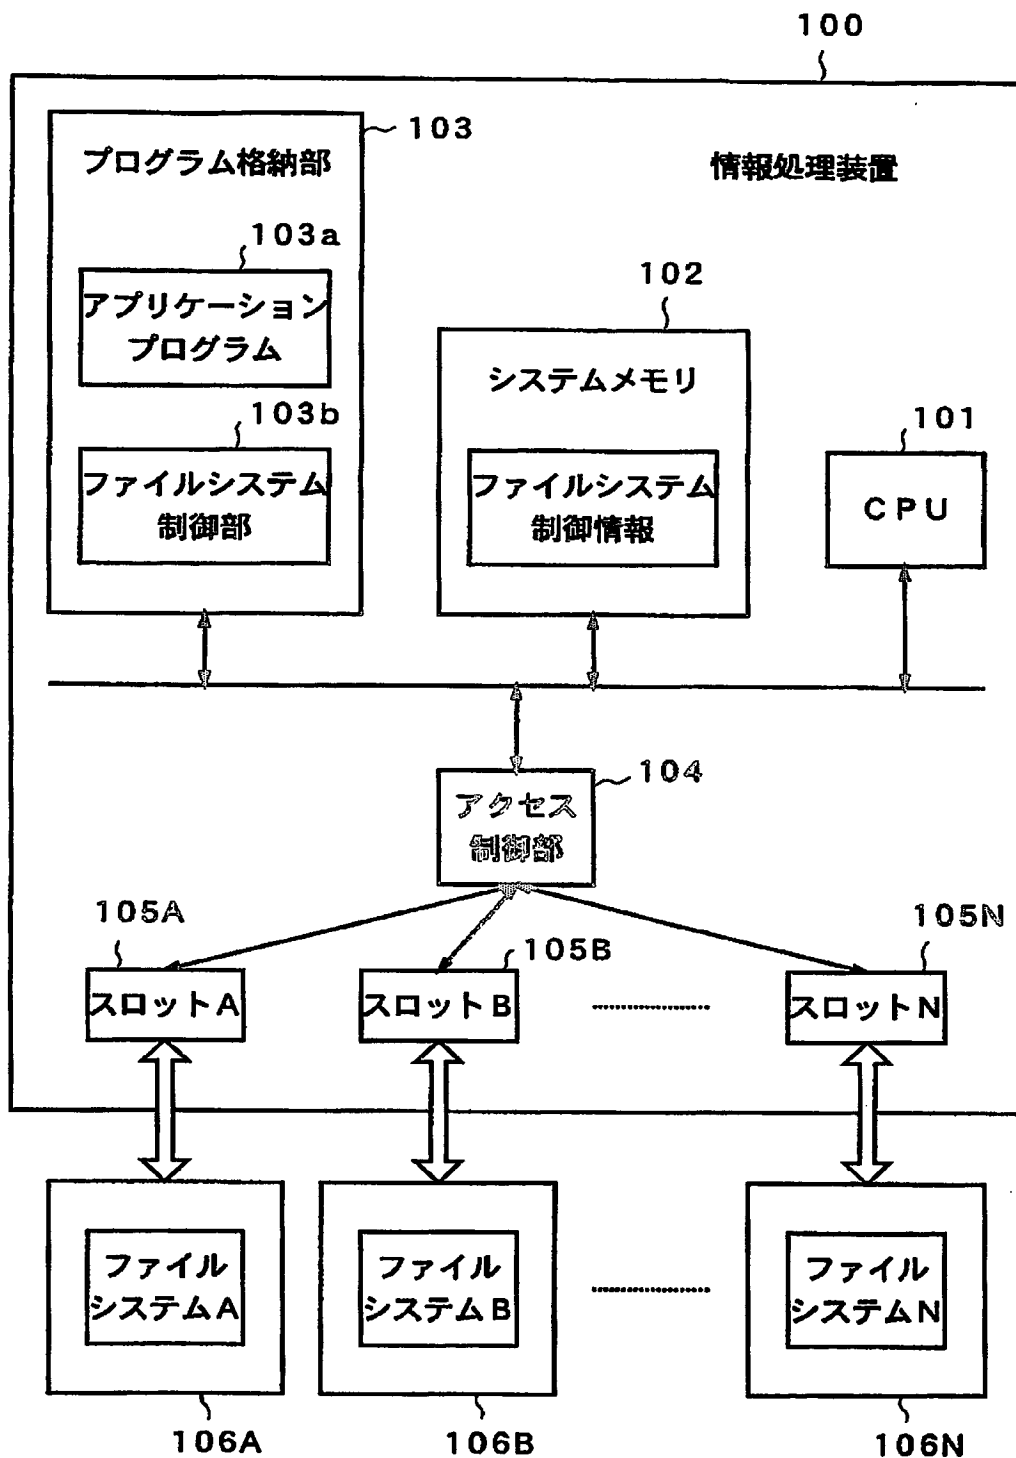 100
103
プログラム格納部
情報処理装置
103a
アプリケーション
プログラム
102
システムメモリ
103b
ファイルシステム
制御部
ファイルシステム
制御情報
101
CPU
104
アクセス
制御部
105A
スロットA
105B
スロットB
105N
スロットN
ファイル
システムA
ファイル
システムB
ファイル
システムN
106A
106B
106N